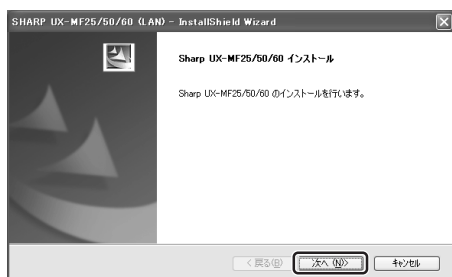 SHARP UX-MF25/50/60 (LAN) - InstallShield Wizard
Sharp UX-MF25/50/60 インストール
Sharp UX-MF25/50/60 のインストールを行います。
< 戻る(B) 次へ (N)> キャンセル